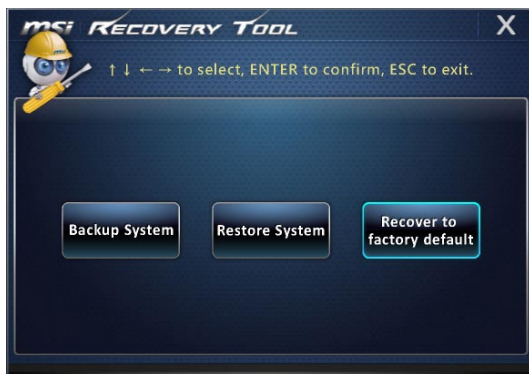 msi Recovery Tool X
↑ ↓ ← → to select, ENTER to confirm, ESC to exit.
Backup System
Restore System
Recover to
factory default